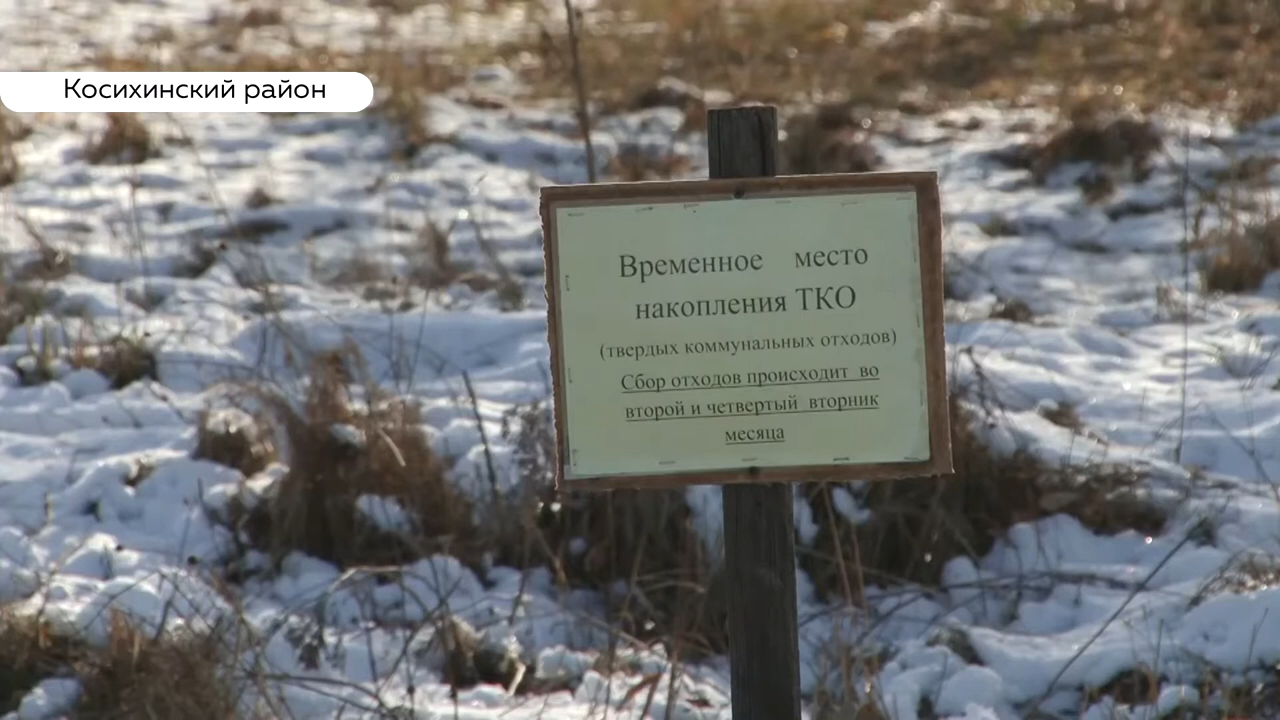 Косихинский район
Временное место
накопления ТКО
(твердых коммунальных отходов)
Сбор отходов происходит во
второй и четвертый вторник
месяца